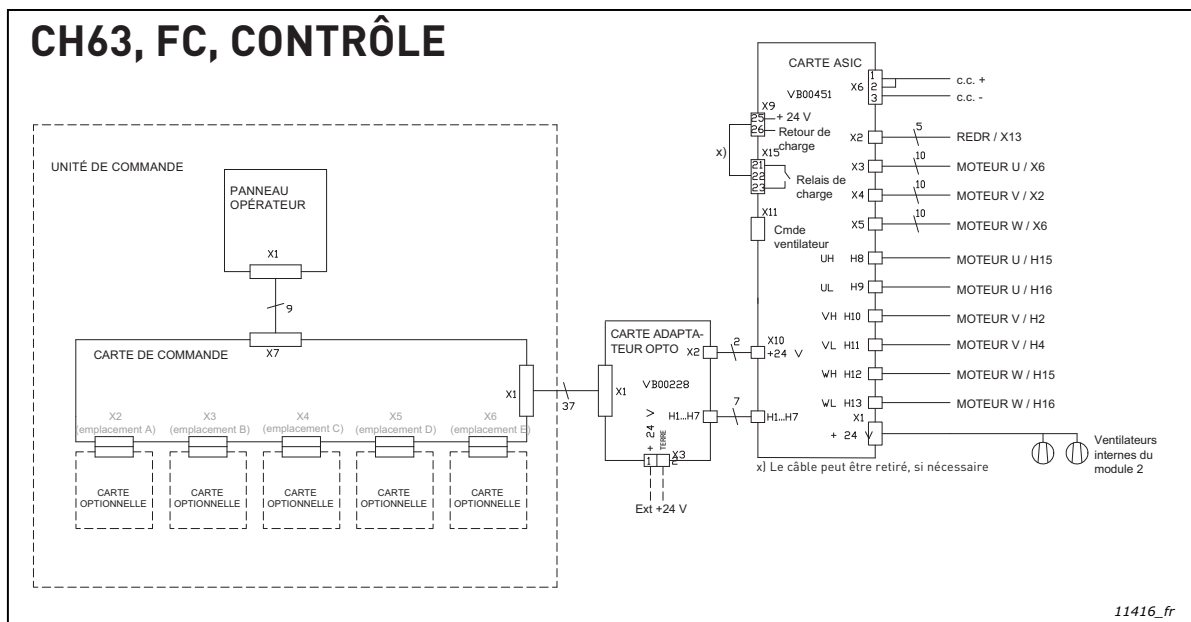 CH63, FC, CONTRÔLE
UNITÉ DE COMMANDE
PANNEAU
OPÉRATEUR
X1
9
X7
CARTE DE COMMANDE
X1
37
X2
(emplacement A)
X3
(emplacement B)
X4
(emplacement C)
X5
(emplacement D)
X6
(emplacement E)
CARTE
OPTIONNELLE
CARTE
OPTIONNELLE
CARTE
OPTIONNELLE
CARTE
OPTIONNELLE
CARTE
OPTIONNELLE
CARTE ADAPTA-
TEUR OPTO
X2
X1
VB00228
H1...H7
+ 24 V
TERRE
1
2
X3
Ext +24 V
2
7
CARTE ASIC
VB00451
X9
25
+ 24 V
26
Retour de
charge
x)
X15
21
22
23
Relais de
charge
X11
Cmde
ventilateur
X10
+24 V
H1...H7
X6
1
2
3
c.c. +
c.c. -
X2
5
REDR / X13
X3
10
MOTEUR U / X6
X4
10
MOTEUR V / X2
X5
10
MOTEUR W / X6
UH H8
MOTEUR U / H15
UL H9
MOTEUR U / H16
VH H10
MOTEUR V / H2
VL H11
MOTEUR V / H4
WH H12
MOTEUR W / H15
WL H13
MOTEUR W / H16
X1
+ 24 V
Ventilateurs
internes du
module 2
x) Le câble peut être retiré, si nécessaire
11416_fr